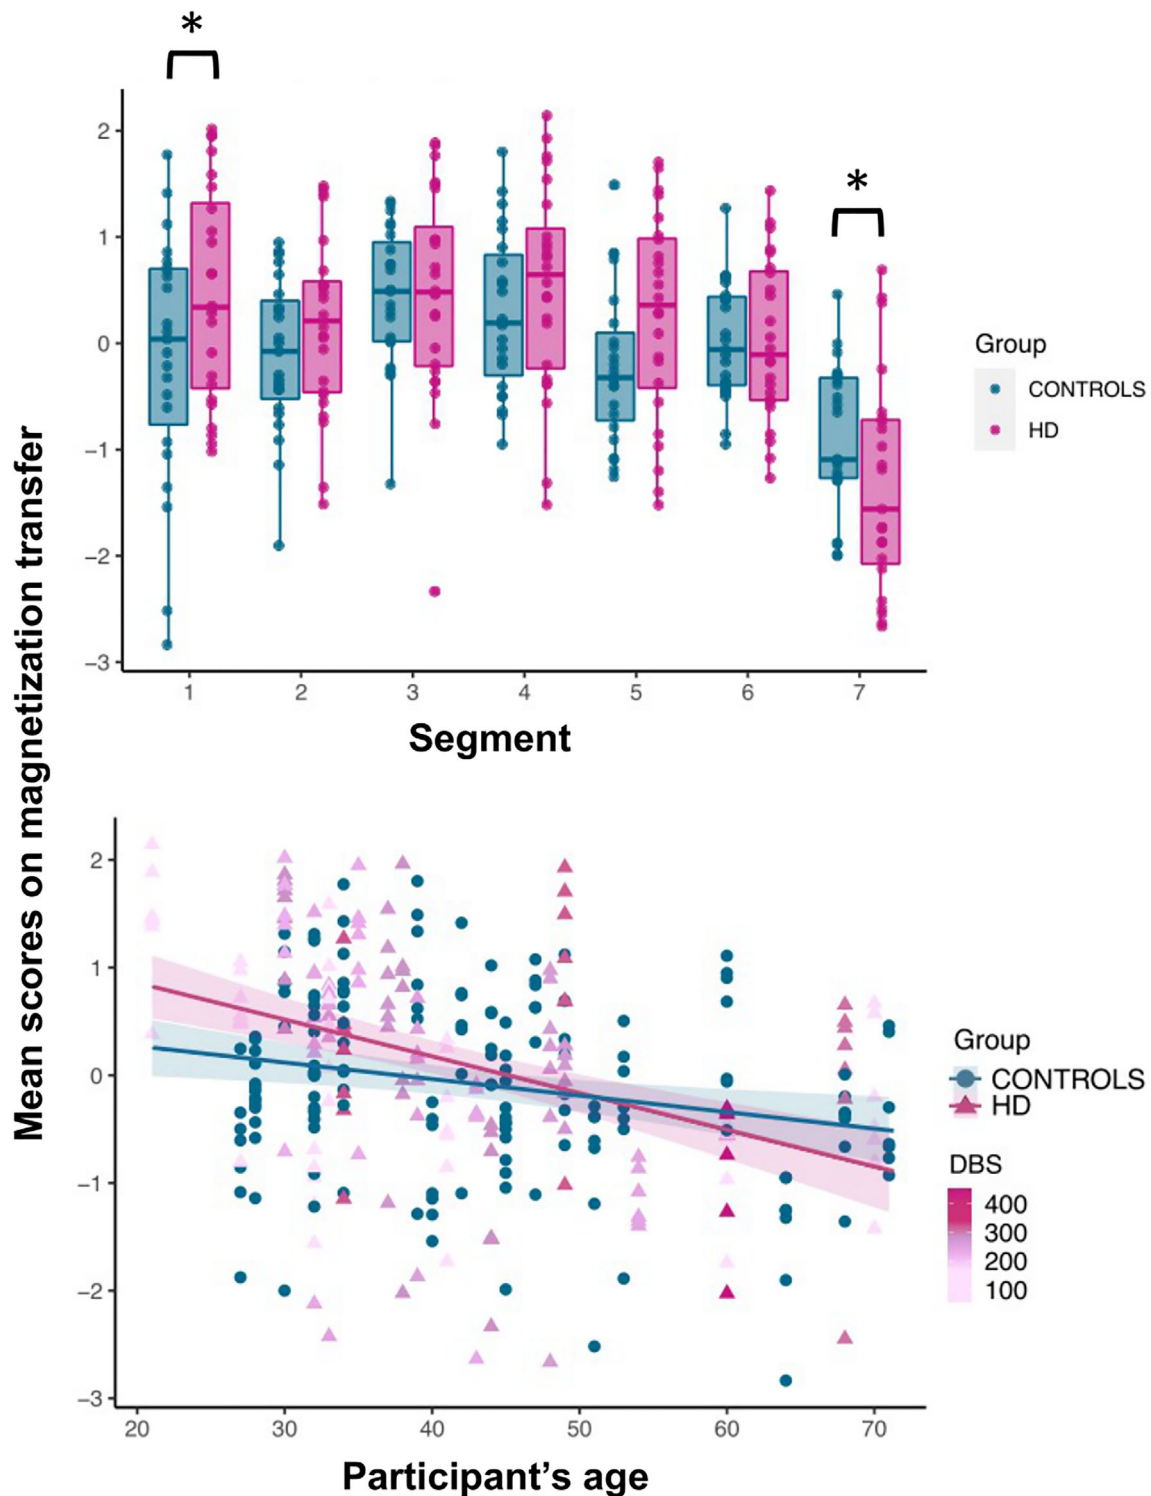 *
*
2
1
0
−1
−2
−3
1 2 3 4 5 6 7
Segment
Group
CONTROLS
HD
Mean scores on magnetization transfer
2
1
0
−1
−2
−3
20 30 40 50 60 70
Participant’s age
Group
CONTROLS
HD
DBS
400
300
200
100